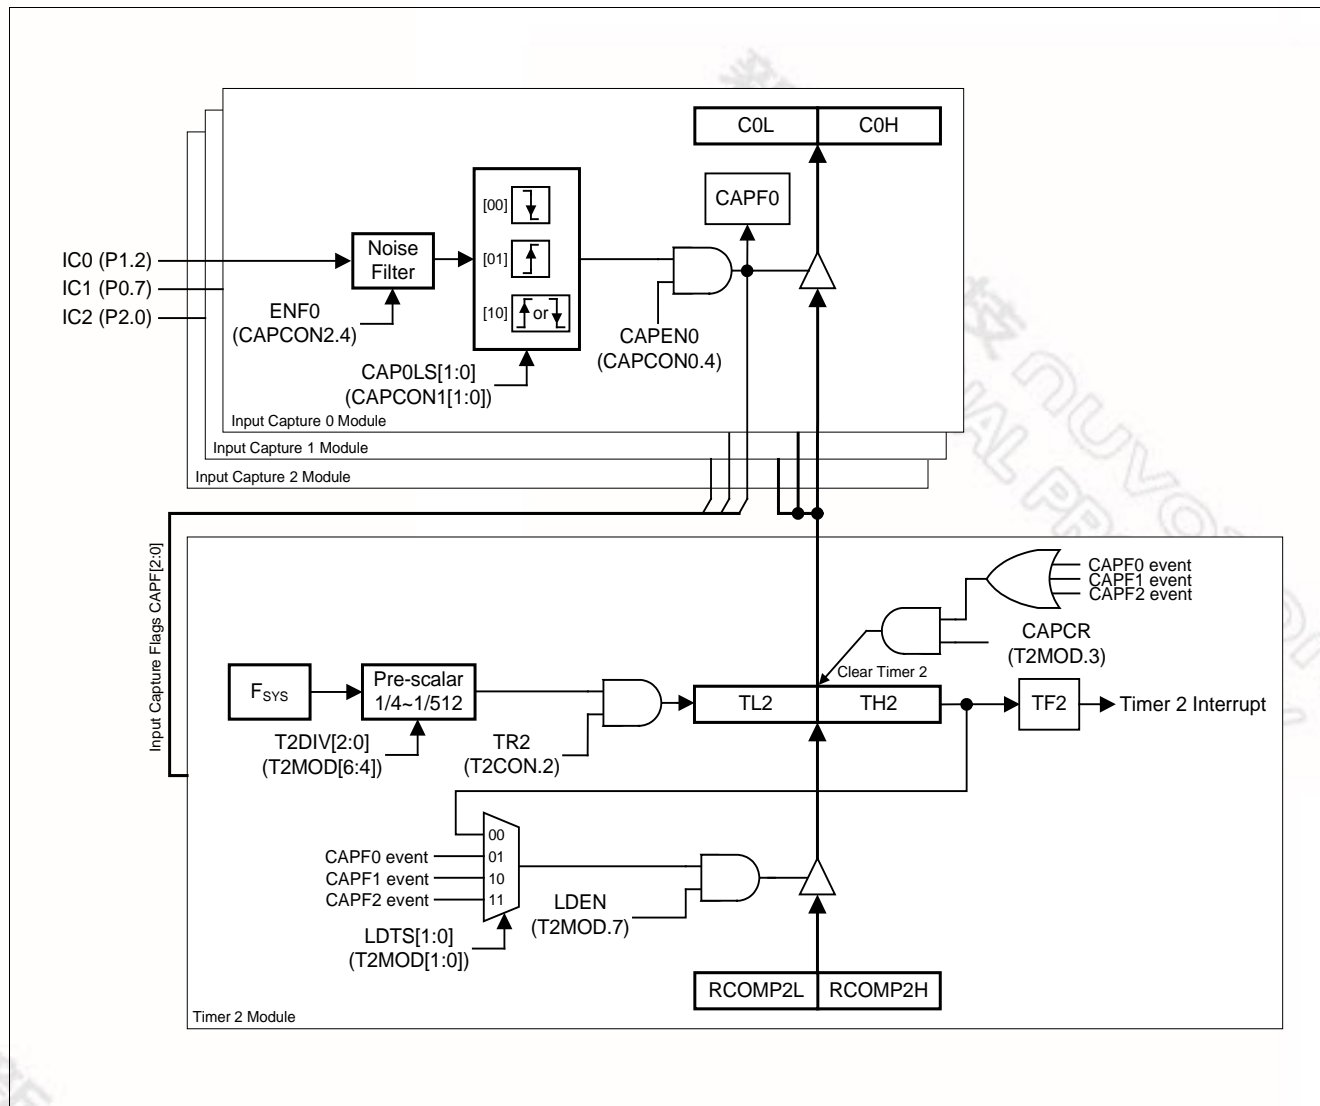 C0L C0H
CAPF0
[00]
[01]
[10] or
Noise
Filter
IC0 (P1.2)
IC1 (P0.7)
IC2 (P2.0)
ENF0
(CAPCON2.4)
CAPEN0
(CAPCON0.4)
CAP0LS[1:0]
(CAPCON1[1:0])
Input Capture 0 Module
Input Capture 1 Module
Input Capture 2 Module
Input Capture Flags CAPF[2:0]
CAPF0 event
CAPF1 event
CAPF2 event
CAPCR
(T2MOD.3)
Clear Timer 2
FSYS
Pre-scalar
1/4~1/512
TL2 TH2
TF2
Timer 2 Interrupt
T2DIV[2:0]
(T2MOD[6:4])
TR2
(T2CON.2)
00
CAPF0 event 01
CAPF1 event 10
CAPF2 event 11
LDEN
(T2MOD.7)
LDTS[1:0]
(T2MOD[1:0])
RCOMP2L RCOMP2H
Timer 2 Module